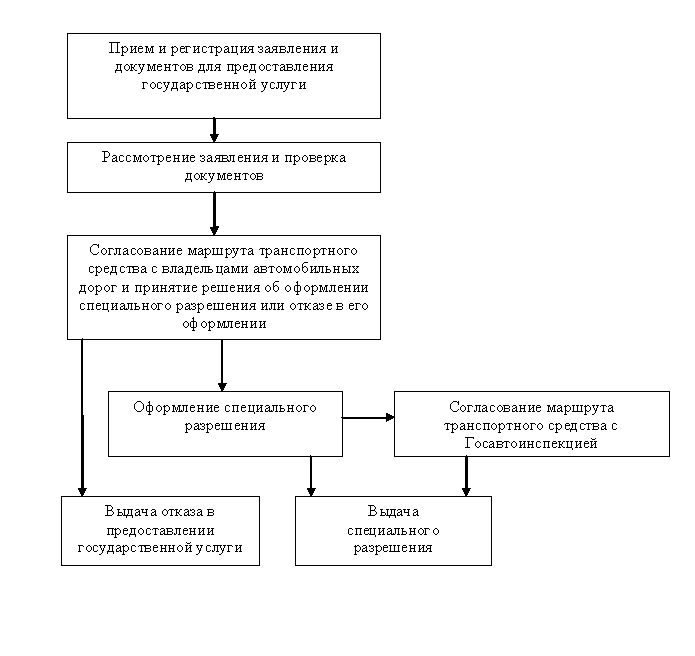 Прием и регистрация заявления и
документов для предоставления
государственной услуги
Рассмотрение заявления и проверка
документов
Согласование маршрута транспортного
средства с владельцами автомобильных
дорог и принятие решения об оформлении
специального разрешения или отказе в его
оформлении
Оформление специального
разрешения
Согласование маршрута
транспортного средства с
Госавтоинспекцией
Выдача отказа в
предоставлении
государственной услуги
Выдача
специального
разрешения